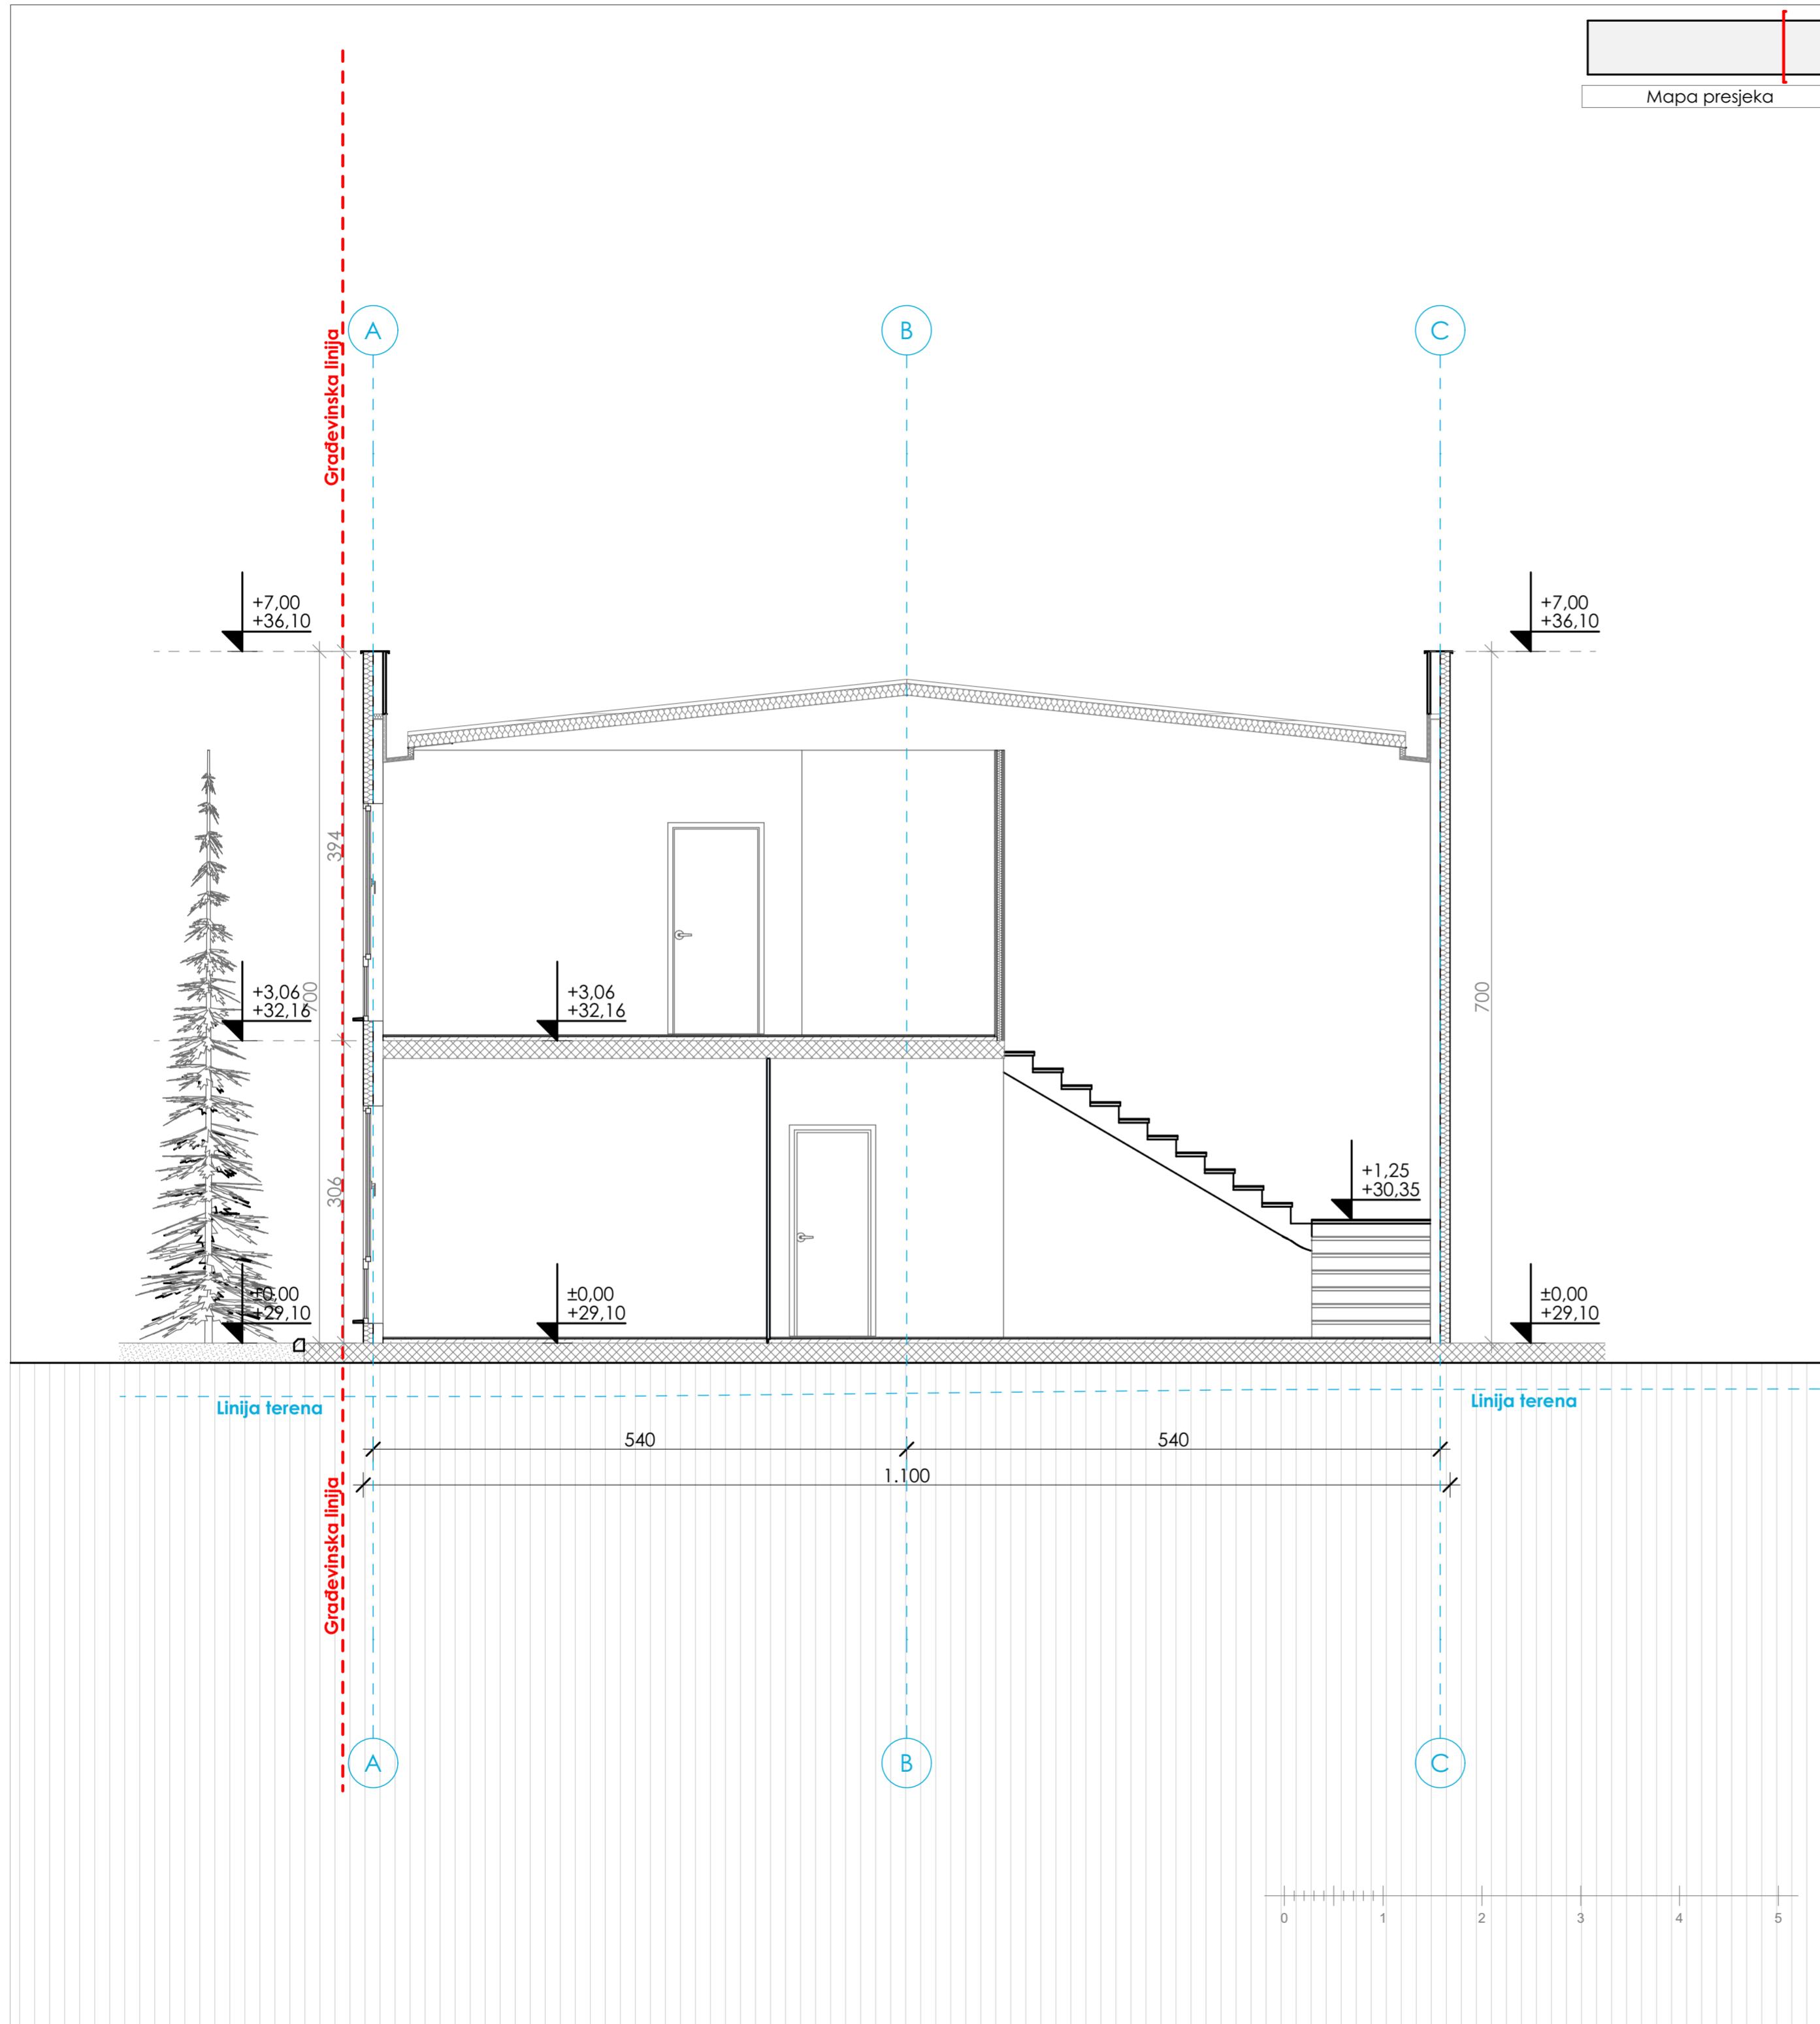 Mapa presjeka
Građevinska linija
A
B
C
+7,00
+36,10
+7,00
+36,10
394
+3,06
+32,16
700
+3,06
+32,16
700
306
+1,25
+30,35
±0,00
+29,10
±0,00
+29,10
±0,00
+29,10
Linija terena
Linija terena
540
540
1.100
Građevinska linija
A
B
C
0
1
2
3
4
5